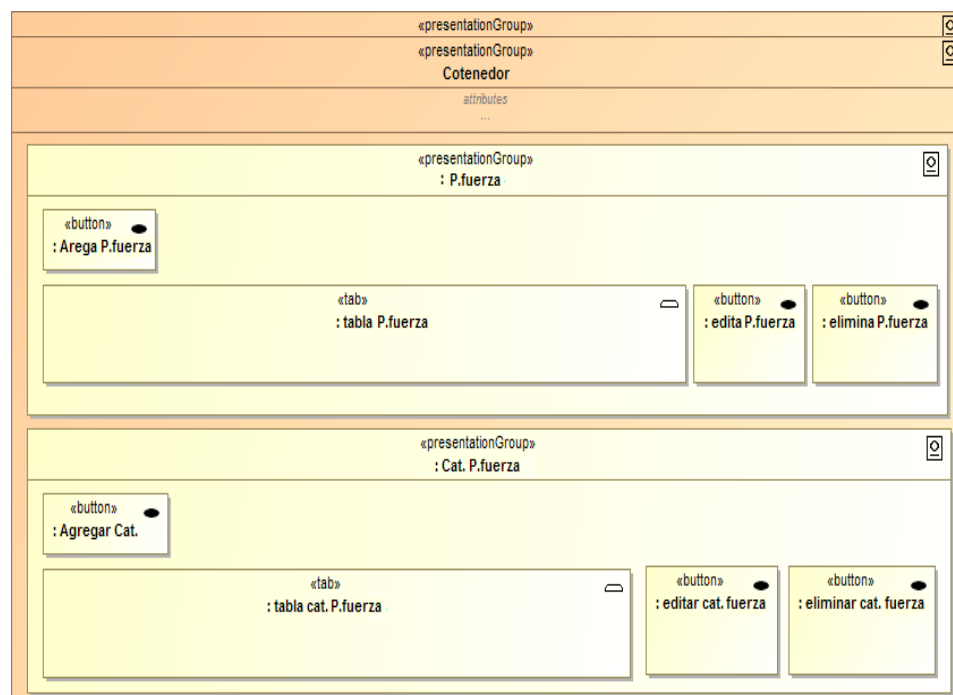 «presentationGroup»
«presentationGroup»
Cotenedor
attributes
...
«presentationGroup»
: P.fuerza
«button»
: Arega P.fuerza
«tab»
: tabla P.fuerza
«button»
: edita P.fuerza
«button»
: elimina P.fuerza
«presentationGroup»
: Cat. P.fuerza
«button»
: Agregar Cat.
«tab»
: tabla cat. P.fuerza
«button»
: editar cat. fuerza
«button»
: eliminar cat. fuerza